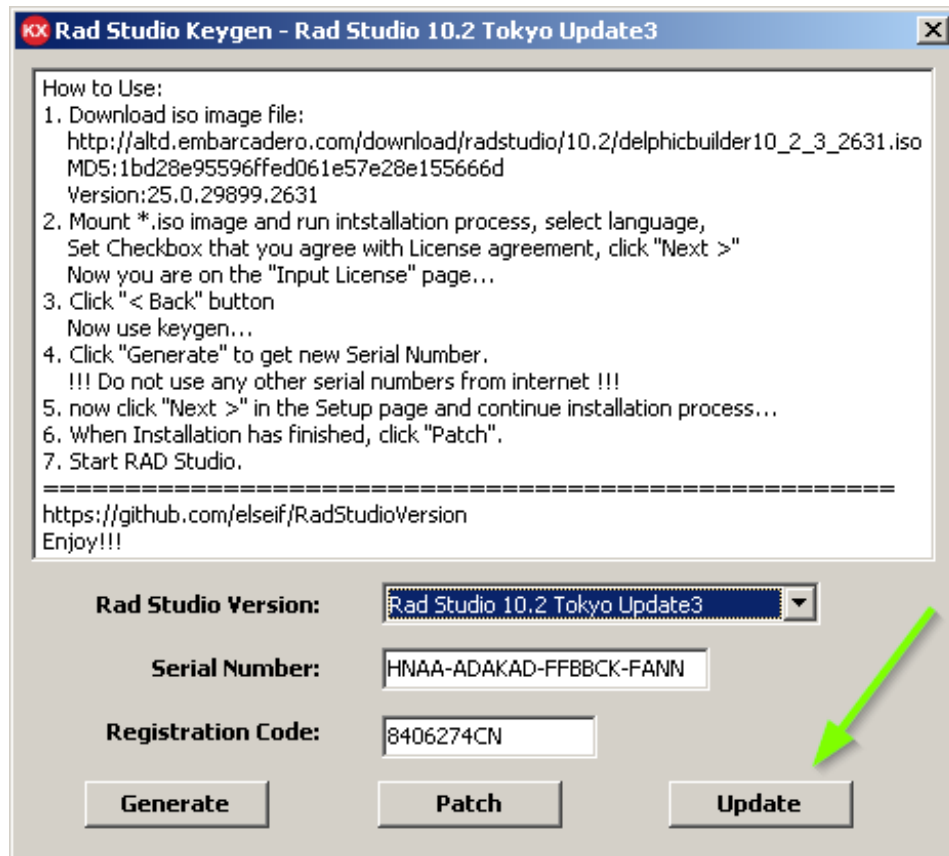 KX Rad Studio Keygen - Rad Studio 10.2 Tokyo Update3
How to Use:
1. Download iso image file:
http://altd.embarcadero.com/download/radstudio/10.2/delphicbuilder10_2_3_2631.iso
MD5:1bd28e95596ffed061e57e28e155666d
Version:25.0.29899.2631
2. Mount *.iso image and run intstallation process, select language,
Set Checkbox that you agree with License agreement, click "Next >"
Now you are on the "Input License" page...
3. Click "< Back" button
Now use keygen...
4. Click "Generate" to get new Serial Number.
!!! Do not use any other serial numbers from internet !!!
5. now click "Next >" in the Setup page and continue installation process...
6. When Installation has finished, click "Patch".
7. Start RAD Studio.
====================================================
https://github.com/elseif/RadStudioVersion
Enjoy!!!
Rad Studio Version: Rad Studio 10.2 Tokyo Update3
Serial Number: HNAA-ADAKAD-FFBBCK-FANN
Registration Code: 8406274CN
Generate Patch Update